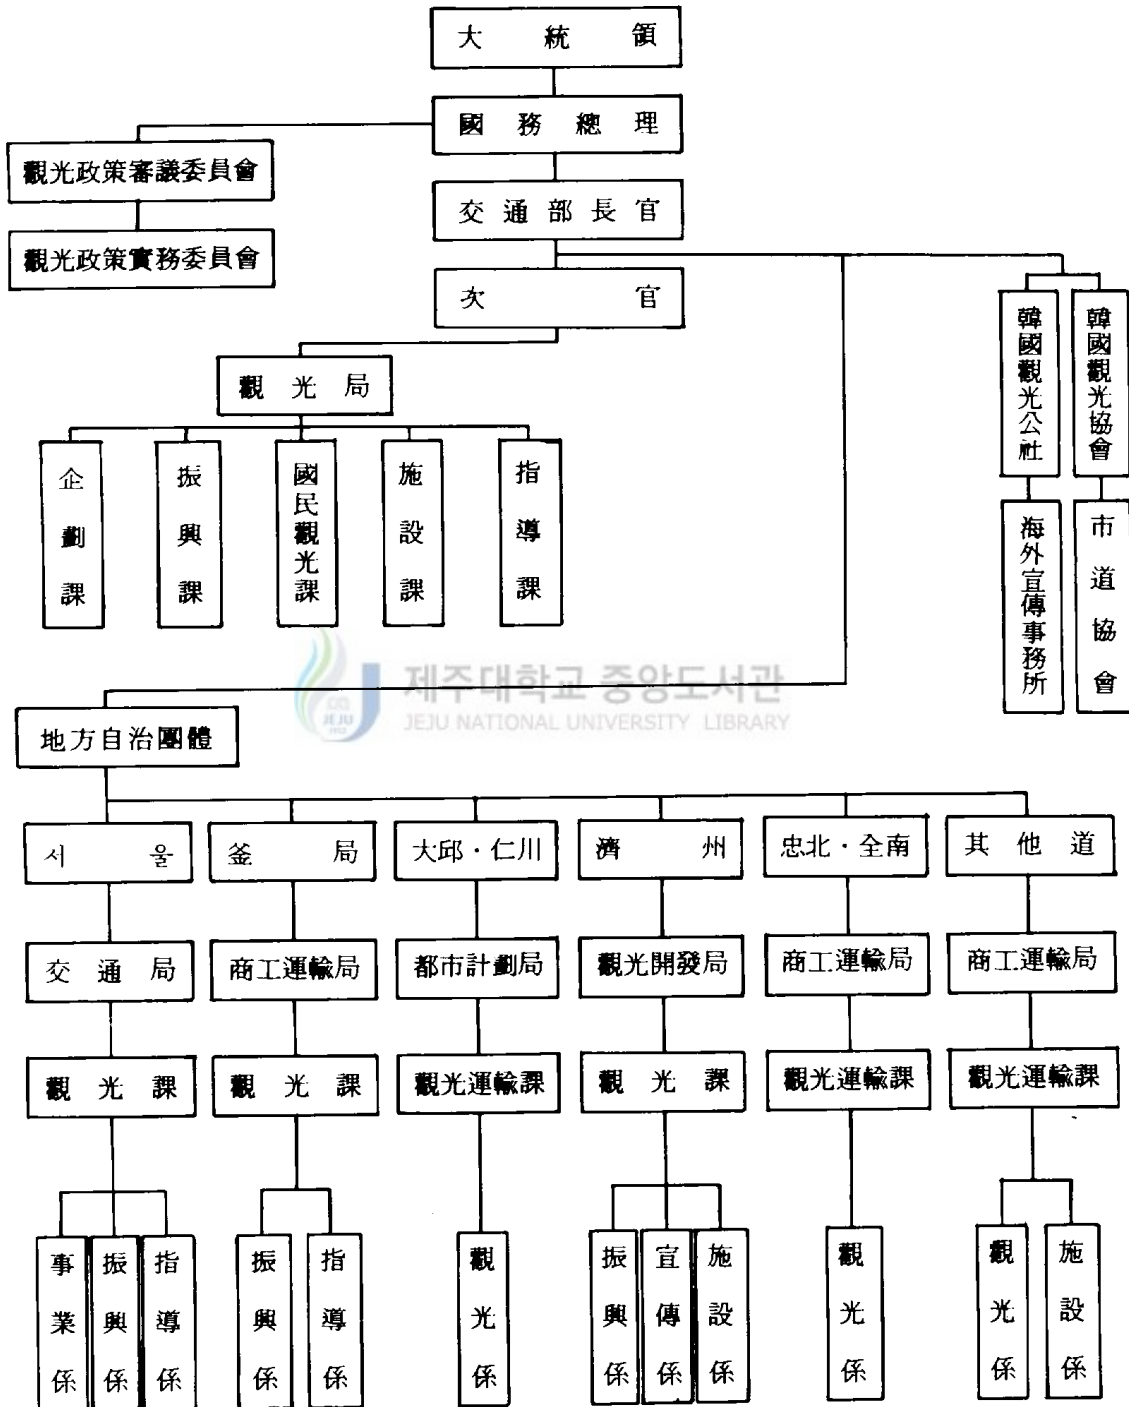 大統領
國務總理
觀光政策審議委員會
交通部長官
觀光政策實務委員會
次官
韓國觀光公社
韓國觀光協會
觀光局
企劃課
振興課
國民觀光課
施設課
指導課
海外宣傳事務所
市道協會
제주대학교 중앙도서관
JEJU NATIONAL UNIVERSITY LIBRARY
JEJU
1952
地方自治團體
서울
釜局
大邱·仁川
濟州
忠北·全南
其他道
交通局
商工運輸局
都市計劃局
觀光開發局
商工運輸局
商工運輸局
觀光課
觀光課
觀光運輸課
觀光課
觀光運輸課
觀光運輸課
事業係
振興係
指導係
振興係
指導係
觀光係
振興係
宣傳係
施設係
觀光係
觀光係
施設係